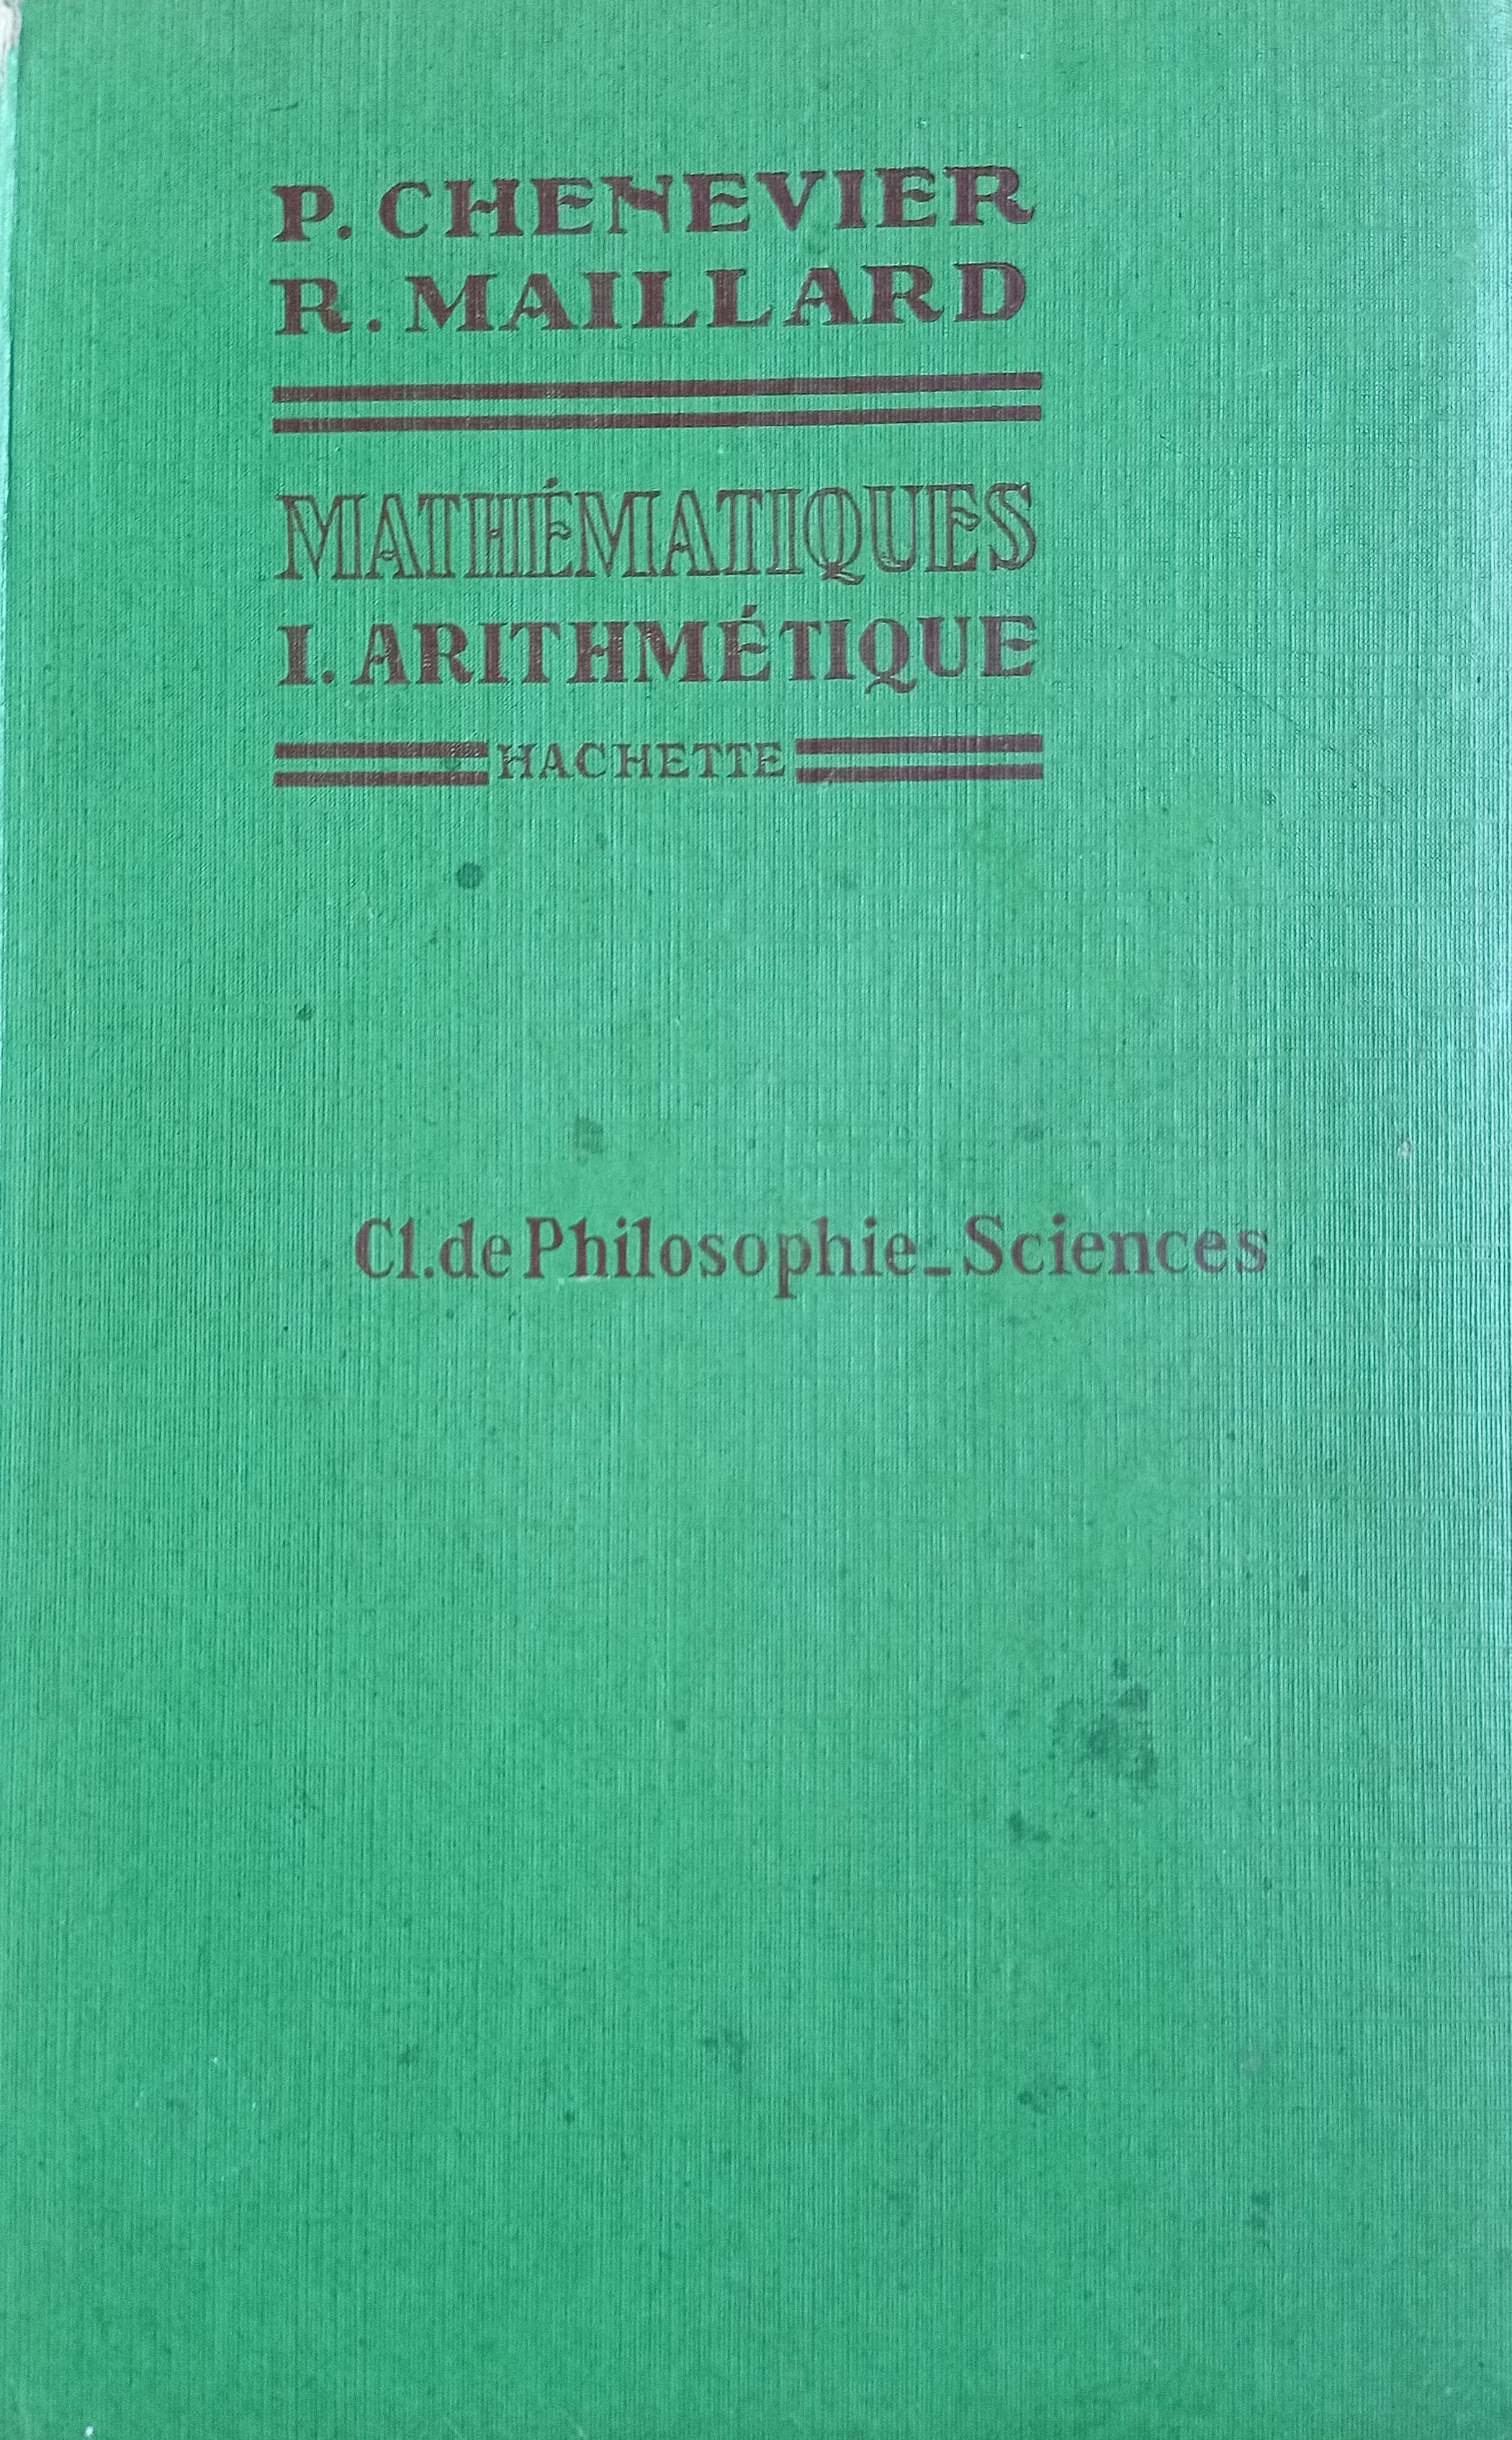 P. CHENEVIER
R. MAILLARD
MATHÉMATIQUES
I. ARITHMÉTIQUE
HACHETTE
Cl. de Philosophie_Sciences